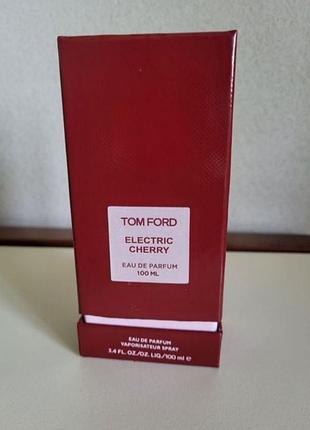 TOM FORD
ELECTRIC
CHERRY
EAU DE PARFUM
100 ML
EAU DE PARFUM
VAPORISATEUR SPRAY
3.4 FL. OZ./OZ. LIQ/100 ml e